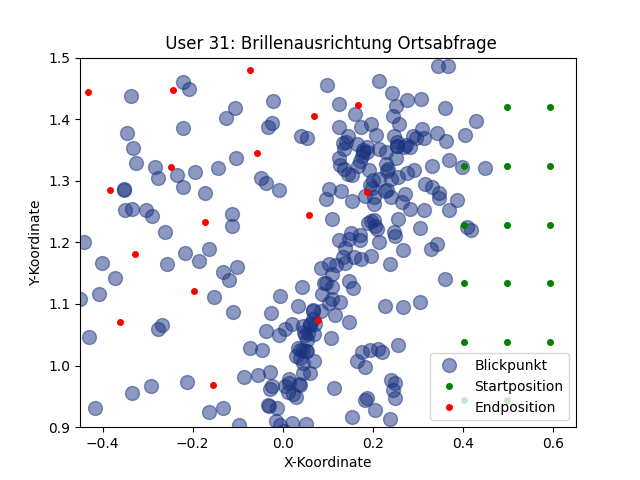 User 31: Brillenausrichtung Ortsabfrage
1.5
1.4
1.3
1.2
1.1
1.0
0.9
Y-Koordinate
Blickpunkt
Startposition
Endposition
−0.4 −0.2 0.0 0.2 0.4 0.6
X-Koordinate